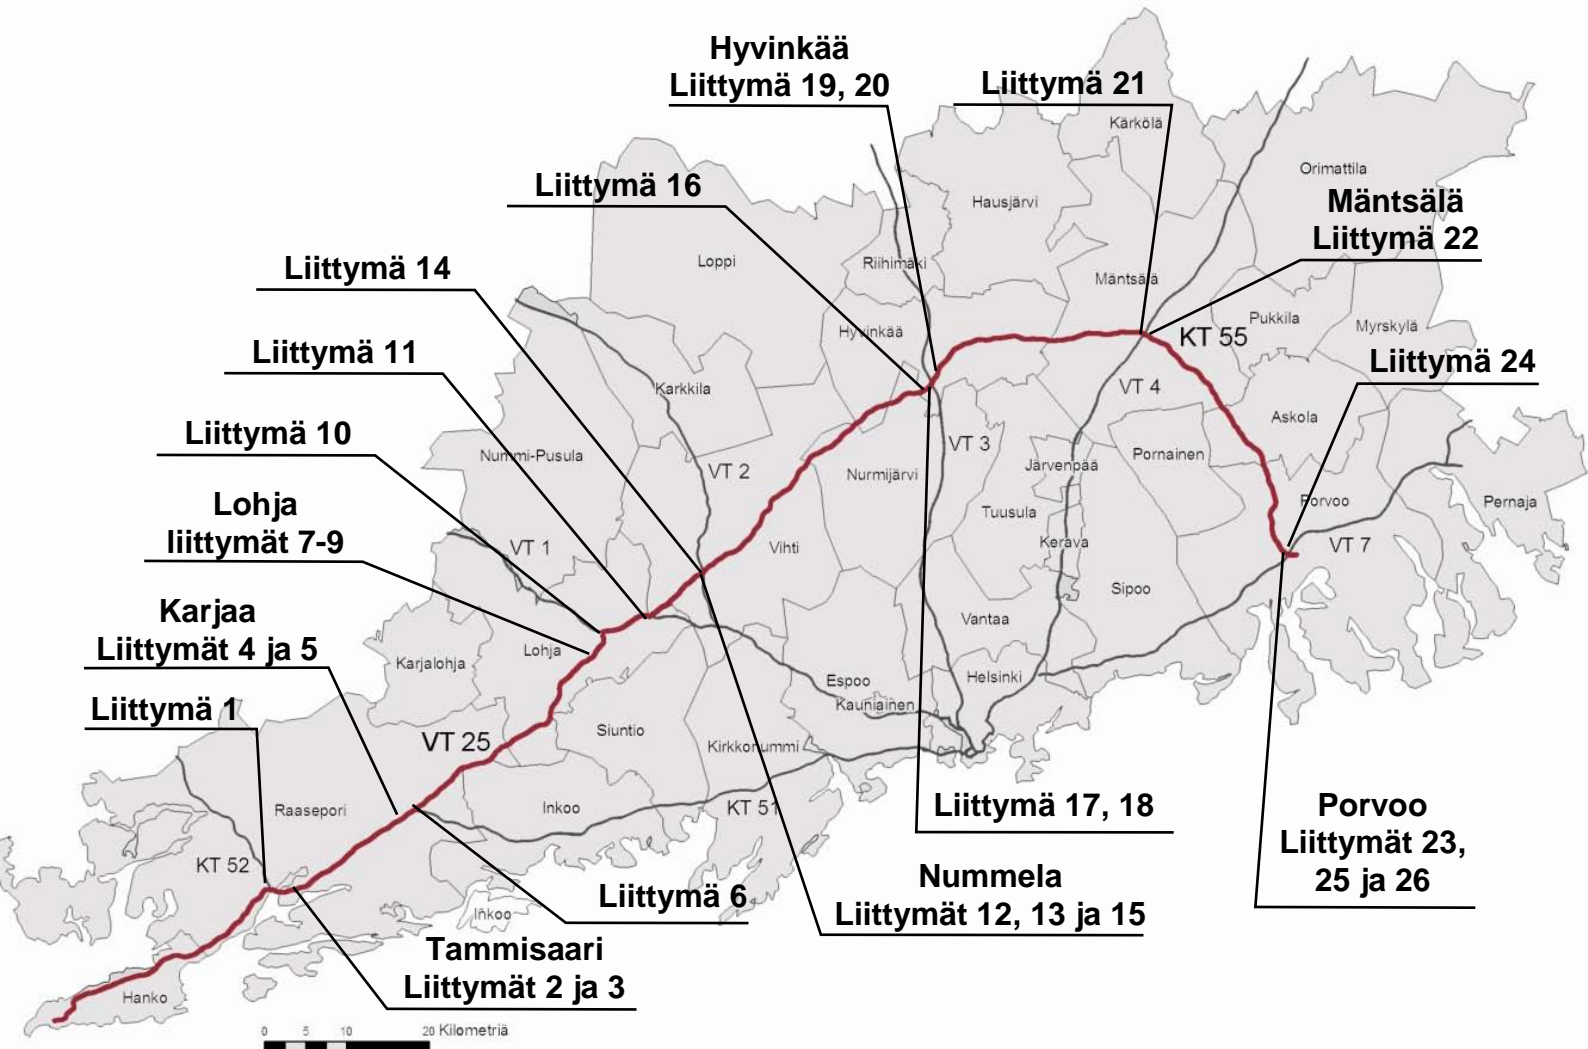 Hyvinkää
Liittymä 19, 20
Liittymä 21
Kärkölä
Orimattila
Liittymä 16
Hausjärvi
Mäntsälä
Liittymä 22
Liittymä 14
Loppi
Riihimäki
Mäntsälä
Pukkila
Myrskylä
Hyvinkää
KT 55
Liittymä 11
Liittymä 24
Karkkila
VT 4
Askola
Liittymä 10
Nummi-Pusula
VT 2
VT 3
Nurmijärvi
Järvenpää
Pornainen
Lohja
liittymät 7-9
Tuusula
Porvoo
Pernaja
VT 1
Vihti
Kerava
VT 7
Karjaa
Liittymät 4 ja 5
Sipoo
Vantaa
Karjalohja
Lohja
Espoo
Helsinki
Kauniainen
Liittymä 1
VT 25
Siuntio
Kirkkonummi
Raasepori
Inkoo
KT 51
Liittymä 17, 18
Porvoo
Liittymät 23,
25 ja 26
KT 52
Liittymä 6
Nummela
Liittymät 12, 13 ja 15
Inkoo
Tammisaari
Liittymät 2 ja 3
Hanko
0 5 10 20 Kilometriä